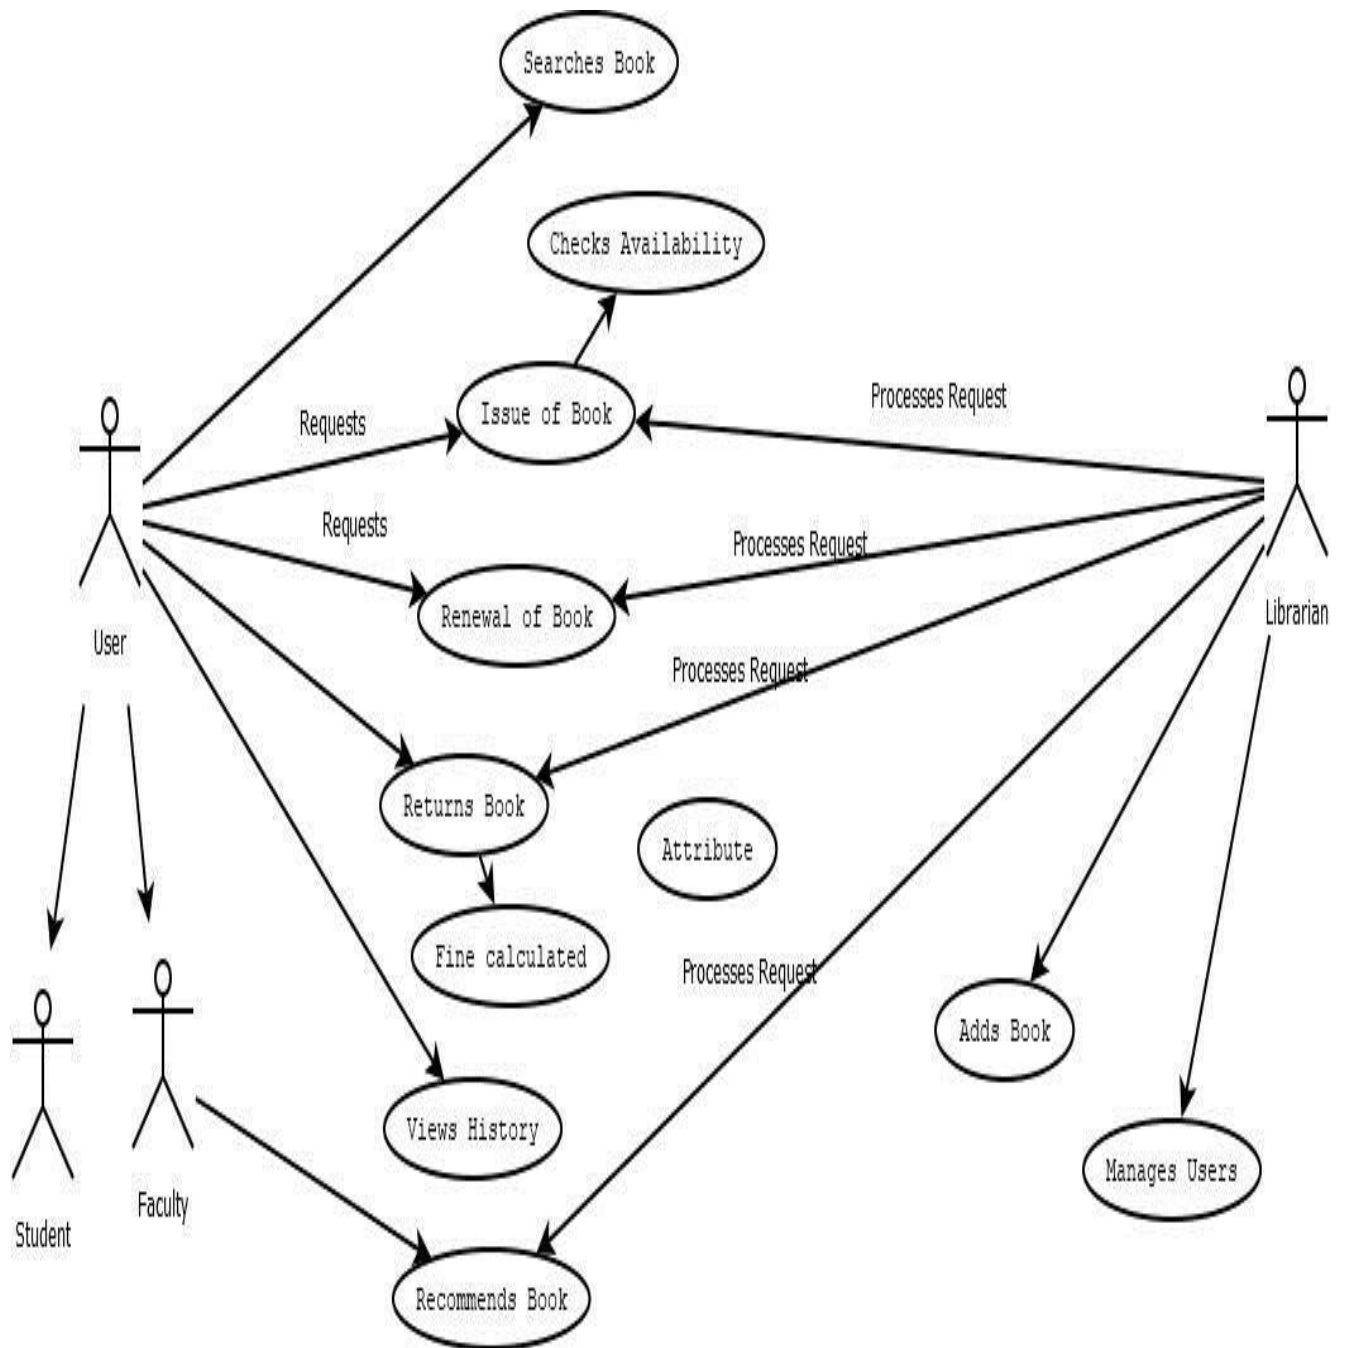 Searches Book
Checks Availability
Issue of Book
Processes Request
Requests
Requests
Processes Request
Renewal of Book
User
Librarian
Processes Request
Returns Book
Attribute
Fine calculated
Processes Request
Adds Book
Views History
Manages Users
Faculty
Student
Recommends Book